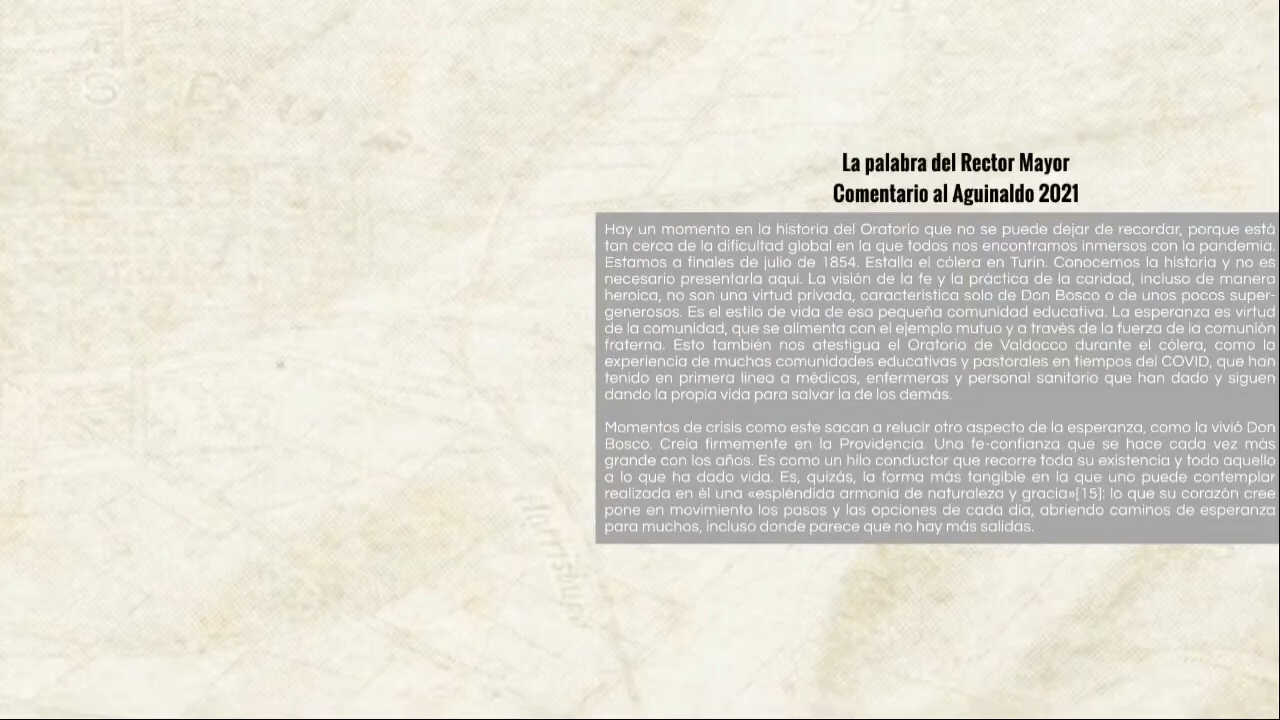 La palabra del Rector Mayor
Comentario al Aguinaldo 2021
Hay un momento en la historia del Oratorio que no se puede dejar de recordar, porque está
tan cerca de la dificultad global en la que todos nos encontramos inmersos con la pandemia.
Estamos a finales de julio de 1854. Estalla el cólera en Turín. Conocemos la historia y no es
necesario presentarla aquí. La visión de la fe y la práctica de la caridad, incluso de manera
heroica, no son una virtud privada, característica solo de Don Bosco o de unos pocos super-
generosos. Es el estilo de vida de esa pequeña comunidad educativa. La esperanza es virtud
de la comunidad, que se alimenta con el ejemplo mutuo y a través de la fuerza de la comunión
fraterna. Esto también nos atestigua el Oratorio de Valdocco durante el cólera, como la
experiencia de muchas comunidades educativas y pastorales en tiempos del COVID, que han
tenido en primera línea a médicos, enfermeras y personal sanitario que han dado y siguen
dando la propia vida para salvar la de los demás.
Momentos de crisis como este sacan a relucir otro aspecto de la esperanza, como la vivió Don
Bosco. Creía firmemente en la Providencia. Una fe-confianza que se hace cada vez más
grande con los años. Es como un hilo conductor que recorre toda su existencia y todo aquello
a lo que ha dado vida. Es, quizás, la forma más tangible en la que uno puede contemplar
realizada en él una «espléndida armonía de naturaleza y gracia»[15]: lo que su corazón cree
pone en movimiento los pasos y las opciones de cada día, abriendo caminos de esperanza
para muchos, incluso donde parece que no hay más salidas.